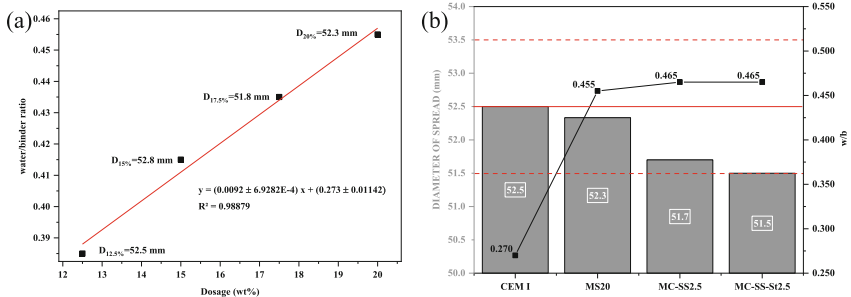 (a)
0.46
0.45
0.44
0.43
0.42
0.41
0.40
0.39
water/binder ratio
D20%=52.3 mm
D17.5%=51.8 mm
D15%=52.8 mm
D12.5%=52.5 mm
y = (0.0092 ± 6.9282E-4) x + (0.273 ± 0.01142)
R² = 0.98879
12 13 14 15 16 17 18 19 20
Dosage (wt%)
(b)
54.0
53.5
53.0
52.5
52.0
51.5
51.0
50.5
50.0
DIAMETER OF SPREAD (mm)
0.270
0.455
0.465
0.465
52.5
52.3
51.7
51.5
0.550
0.500
0.450
0.400
0.350
0.300
0.250
w/b
CEM I MS20 MC-SS2.5 MC-SS-St2.5